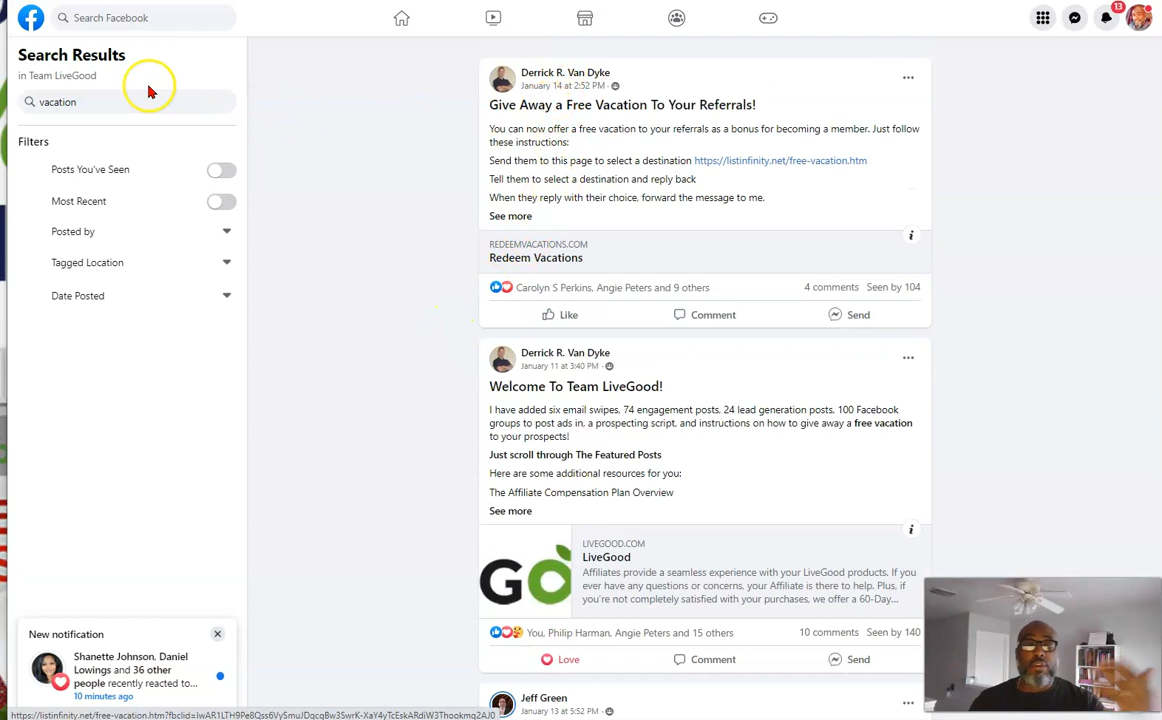 Search Facebook
13
Search Results
in Team LiveGood
vacation
Filters
Posts You've Seen
Most Recent
Posted by
Tagged Location
Date Posted
Derrick R. Van Dyke
January 14 at 2:52 PM ·
Give Away a Free Vacation To Your Referrals!
You can now offer a free vacation to your referrals as a bonus for becoming a member. Just follow
these instructions:
Send them to this page to select a destination https://listinfinity.net/free-vacation.htm
Tell them to select a destination and reply back
When they reply with their choice, forward the message to me.
See more
REDEEMVACATIONS.COM
Redeem Vacations
Carolyn S Perkins, Angie Peters and 9 others
4 comments Seen by 104
Like
Comment
Send
Derrick R. Van Dyke
January 11 at 3:40 PM ·
Welcome To Team LiveGood!
I have added six email swipes, 74 engagement posts, 24 lead generation posts, 100 Facebook
groups to post ads in, a prospecting script, and instructions on how to give away a free vacation
to your prospects!
Just scroll through The Featured Posts
Here are some additional resources for you:
The Affiliate Compensation Plan Overview
See more
GO
LIVEGOOD.COM
LiveGood
Affiliates provide a seamless experience with your LiveGood products. If you
ever have any questions or concerns, your Affiliate is there to help. Plus, if
you're not completely satisfied with your purchases, we offer a 60-Day...
You, Philip Harman, Angie Peters and 15 others
10 comments Seen by 140
Love
Comment
Send
Jeff Green
January 13 at 5:52 PM ·
New notification
Shanette Johnson, Daniel
Lowings and 36 other
people recently reacted to...
10 minutes ago